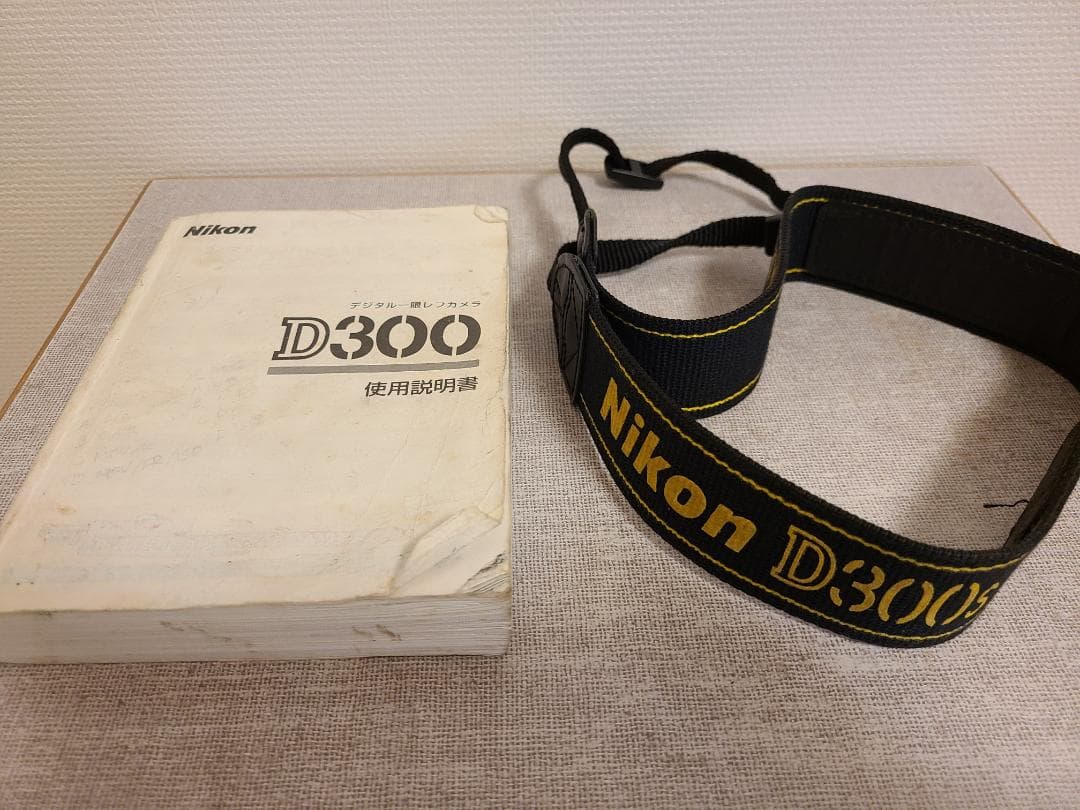 Nikon
デジタル一眼レフカメラ
D300
使用説明書
Nikon D300s